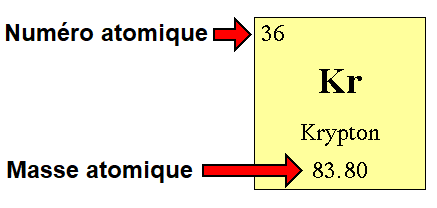 Numéro atomique 36
Kr
Krypton
Masse atomique 83.80